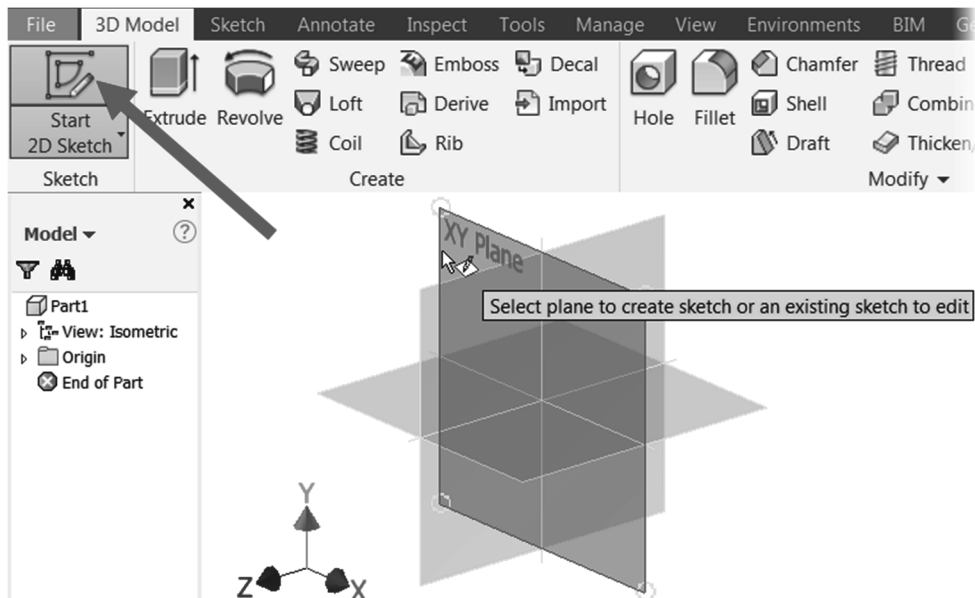 File 3D Model Sketch Annotate Inspect Tools Manage View Environments BIM
Sweep Emboss Decal Chamfer Thread
Loft Derive Import Shell Combin
Start Extrude Revolve Hole Fillet
2D Sketch Coil Rib Draft Thicken
Sketch Create Modify
Model ?
XY Plane
Part1
View: Isometric
Origin
End of Part
Select plane to create sketch or an existing sketch to edit
Y
Z X